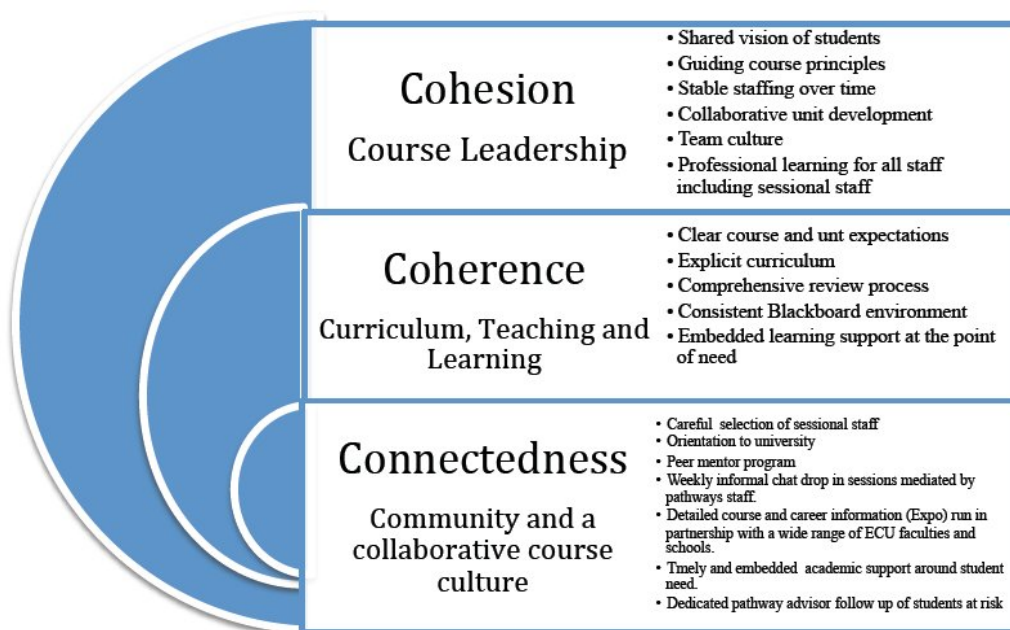 Cohesion
Course Leadership
• Shared vision of students
• Guiding course principles
• Stable staffing over time
• Collaborative unit development
• Team culture
• Professional learning for all staff
including sessional staff
Coherence
Curriculum, Teaching and
Learning
• Clear course and unt expectations
• Explicit curriculum
• Comprehensive review process
• Consistent Blackboard environment
• Embedded learning support at the point
of need
Connectedness
Community and a
collaborative course
culture
• Careful selection of sessional staff
• Orientation to university
• Peer mentor program
• Weekly informal chat drop in sessions mediated by
pathways staff.
• Detailed course and career information (Expo) run in
partnership with a wide range of ECU faculties and
schools.
• Tmely and embedded academic support around student
need.
• Dedicated pathway advisor follow up of students at risk